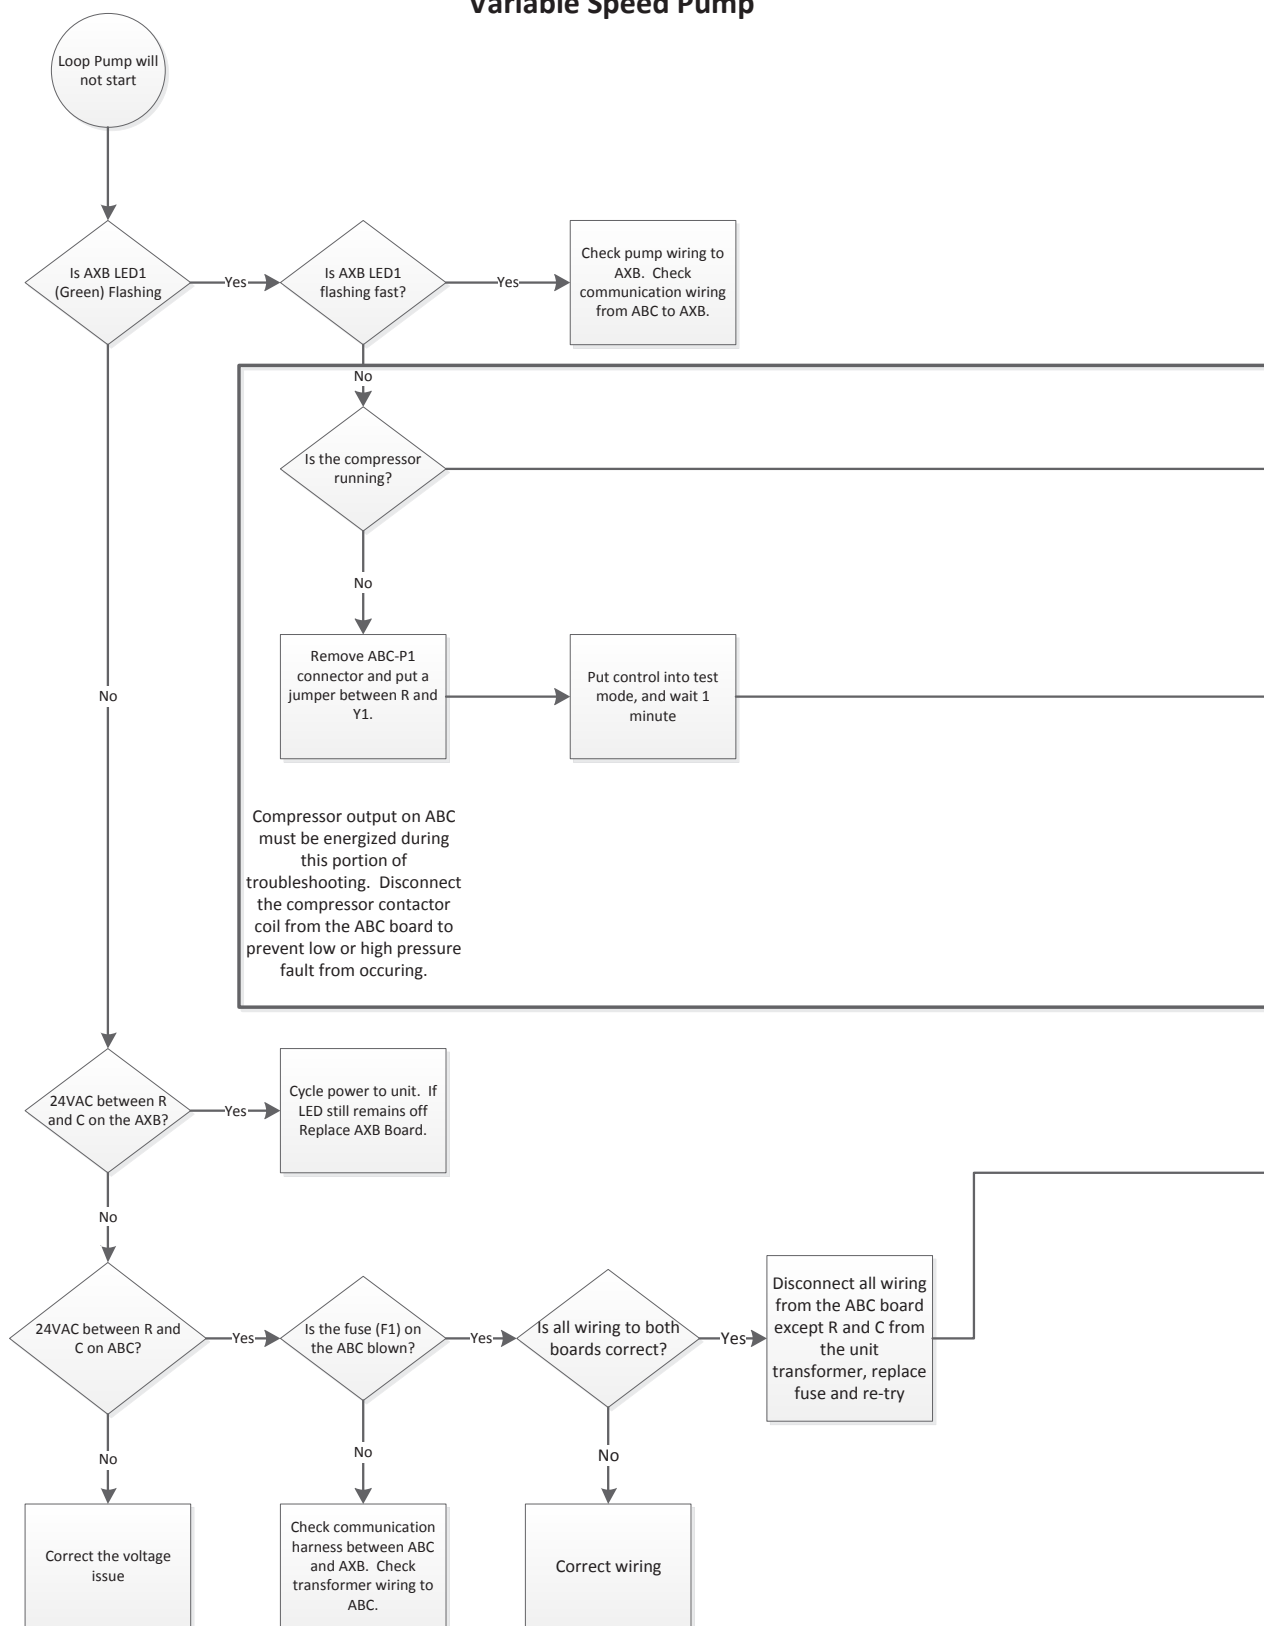 Variable Speed Pump
Loop Pump will
not start
Is AXB LED1
(Green) Flashing
Yes
Is AXB LED1
flashing fast?
Yes
Check pump wiring to
AXB.  Check
communication wiring
from ABC to AXB.
No
Is the compressor
running?
No
Remove ABC-P1
connector and put a
jumper between R and
Y1.
Put control into test
mode, and wait 1
minute
No
Compressor output on ABC
must be energized during
this portion of
troubleshooting.  Disconnect
the compressor contactor
coil from the ABC board to
prevent low or high pressure
fault from occuring.
24VAC between R
and C on the AXB?
Yes
Cycle power to unit.  If
LED still remains off
Replace AXB Board.
No
24VAC between R and
C on ABC?
Yes
Is the fuse (F1) on
the ABC blown?
Yes
Is all wiring to both
boards correct?
Yes
Disconnect all wiring
from the ABC board
except R and C from
the unit
transformer, replace
fuse and re-try
No
No
No
Correct the voltage
issue
Check communication
harness between ABC
and AXB.  Check
transformer wiring to
ABC.
Correct wiring